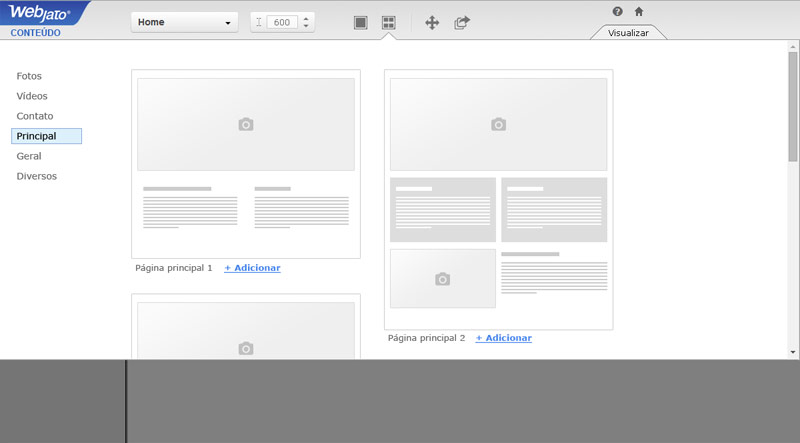 Webjato®
CONTEÚDO
Home
600
Visualizar
Fotos
Vídeos
Contato
Principal
Geral
Diversos
Página principal 1 + Adicionar
Página principal 2 + Adicionar